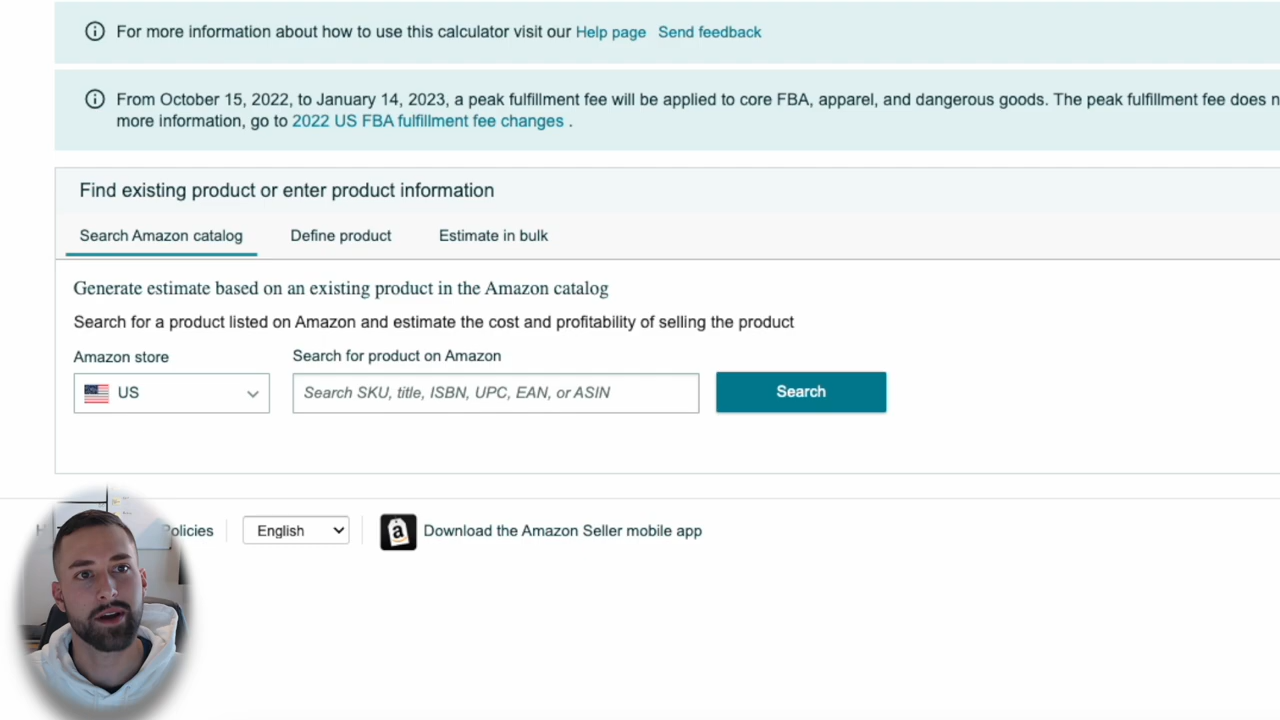 For more information about how to use this calculator visit our Help page Send feedback
From October 15, 2022, to January 14, 2023, a peak fulfillment fee will be applied to core FBA, apparel, and dangerous goods. The peak fulfillment fee does
more information, go to 2022 US FBA fulfillment fee changes .
Find existing product or enter product information
Search Amazon catalog Define product Estimate in bulk
Generate estimate based on an existing product in the Amazon catalog
Search for a product listed on Amazon and estimate the cost and profitability of selling the product
Amazon store Search for product on Amazon
US Search SKU, title, ISBN, UPC, EAN, or ASIN Search
Policies English a Download the Amazon Seller mobile app